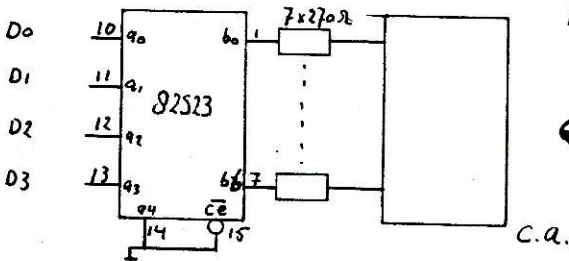 7x270Ω
D0 10 a0 b0 1
D1 11 a1
82S23
D2 12 a2
D3 13 a3 b6 7
a4 ce
14 15
c.a.